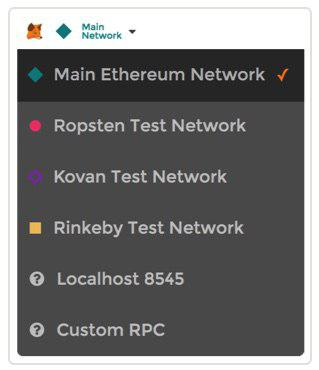 Main
Network
Main Ethereum Network
Ropsten Test Network
Kovan Test Network
Rinkeby Test Network
Localhost 8545
Custom RPC